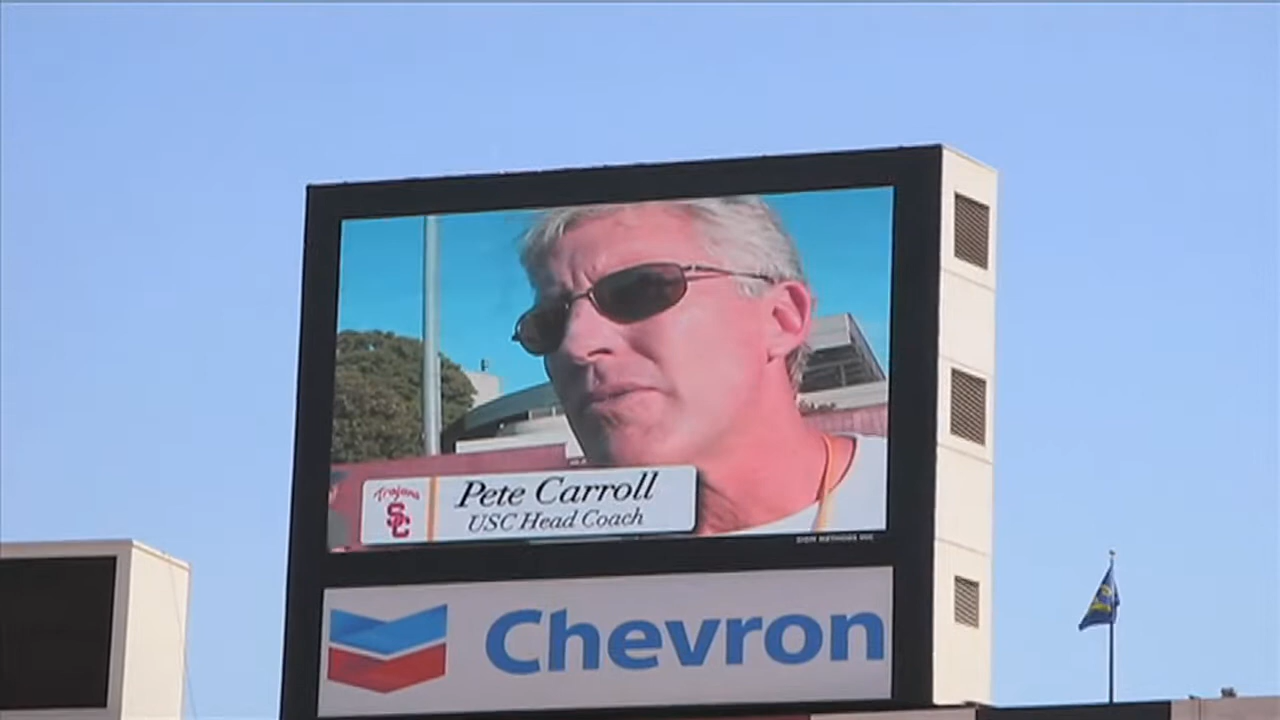 Trojans
SC
Pete Carroll
USC Head Coach
Chevron